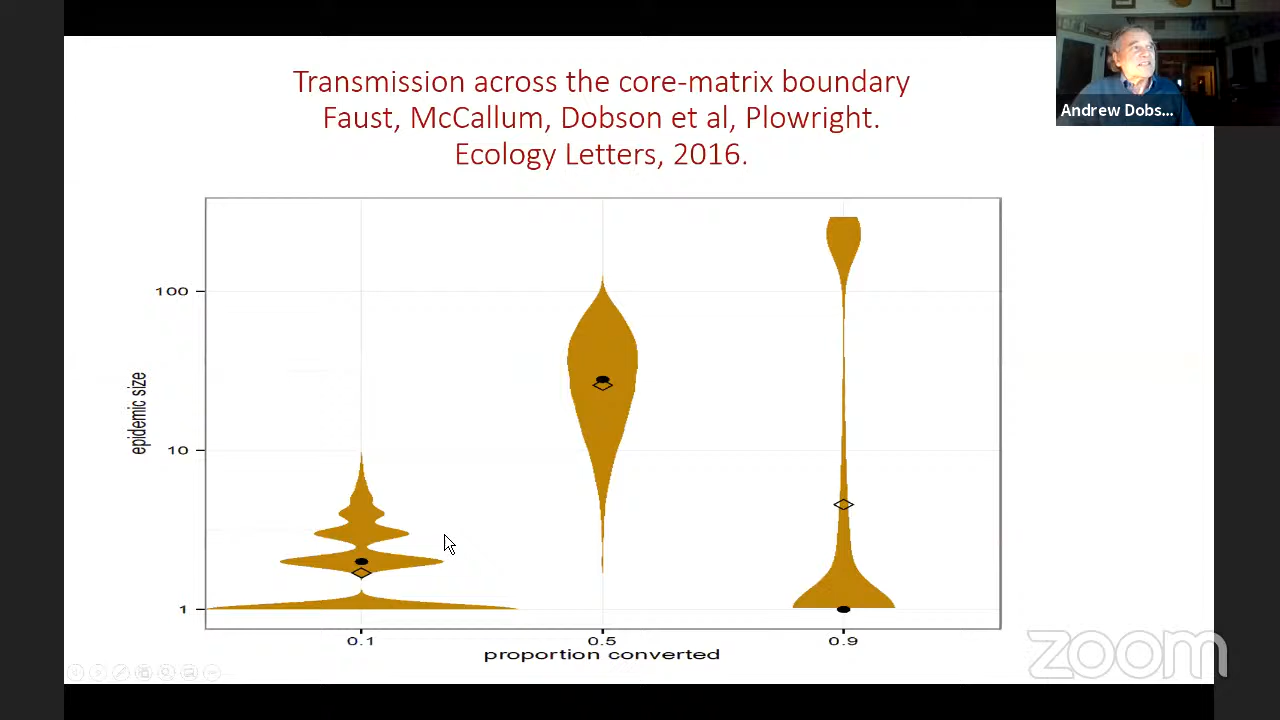 Transmission across the core-matrix boundary
Faust, McCallum, Dobson et al, Plowright.
Ecology Letters, 2016.
Andrew Dobs...
100
10
1
epidemic size
0.1
0.5
0.9
proportion converted
zoom